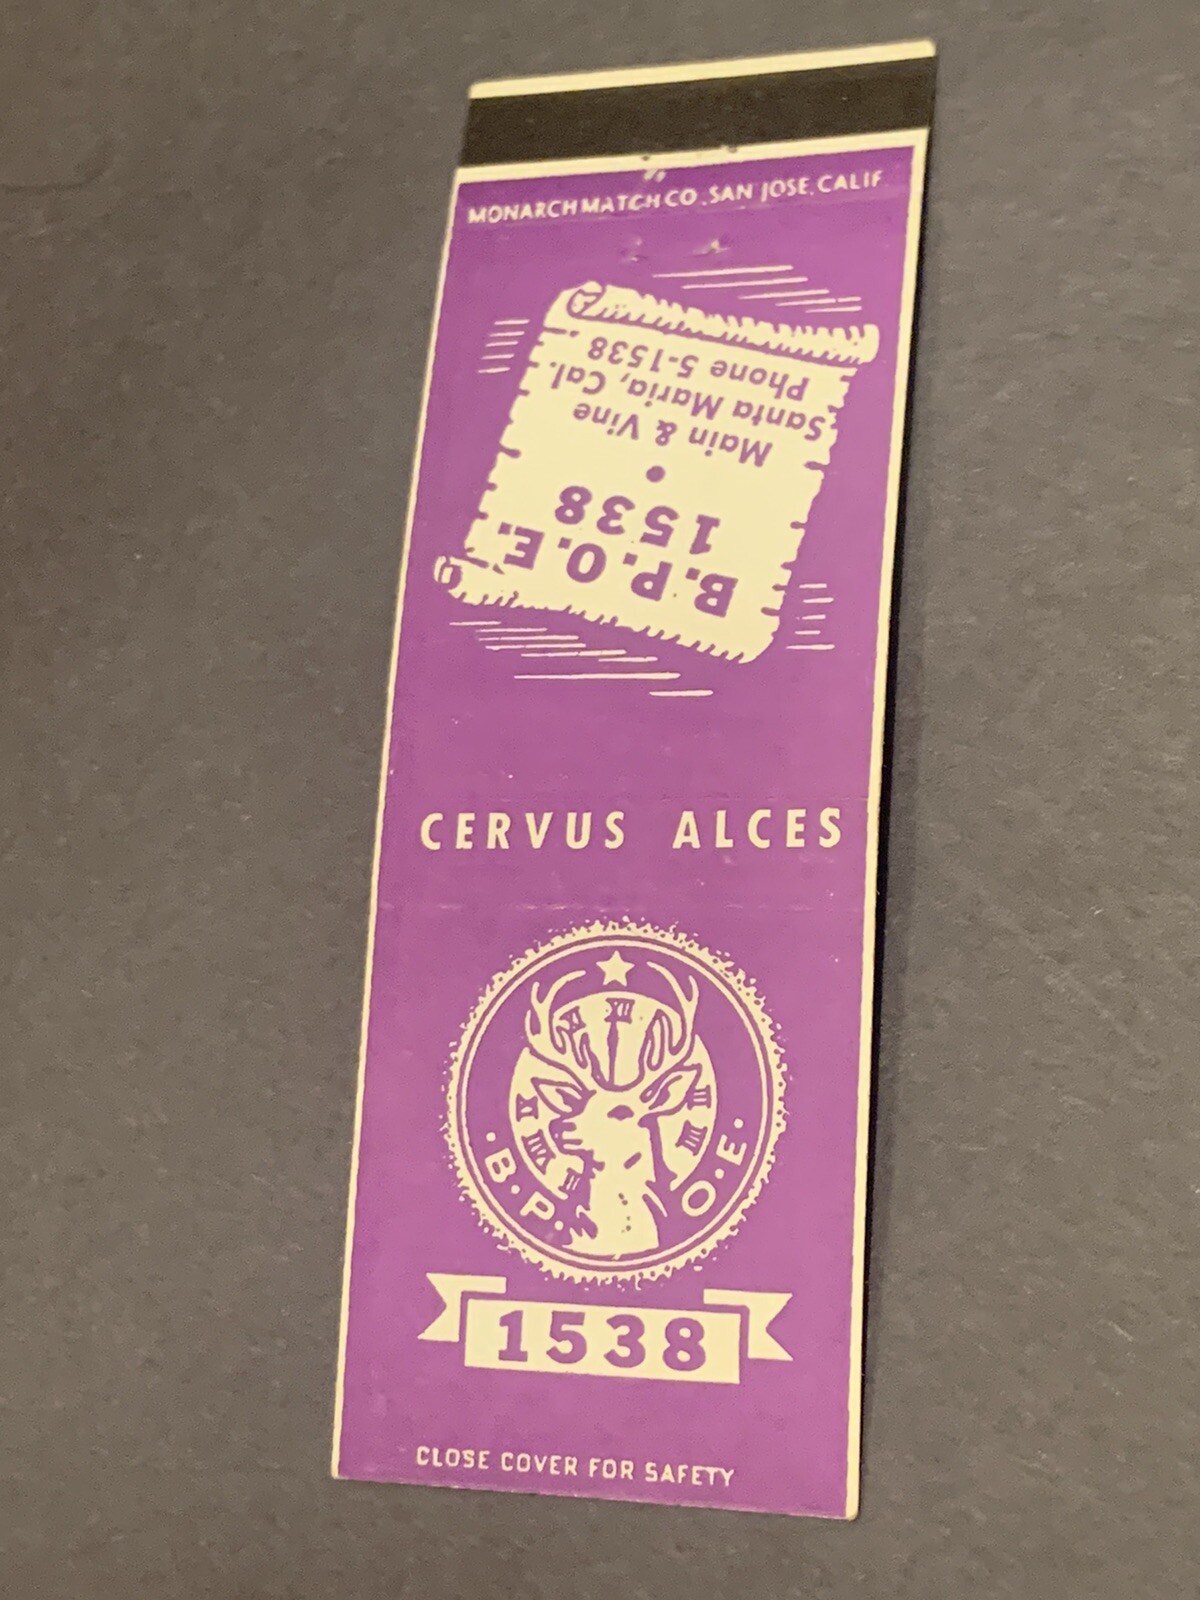 MONARCH MATCH CO. SAN JOSE, CALIF
B.P.O.E.
1538
Main & Vine
Santa Maria, Cal.
Phone 5-1538
CERVUS ALCES
XII
B.P.O.E.
1538
CLOSE COVER FOR SAFETY